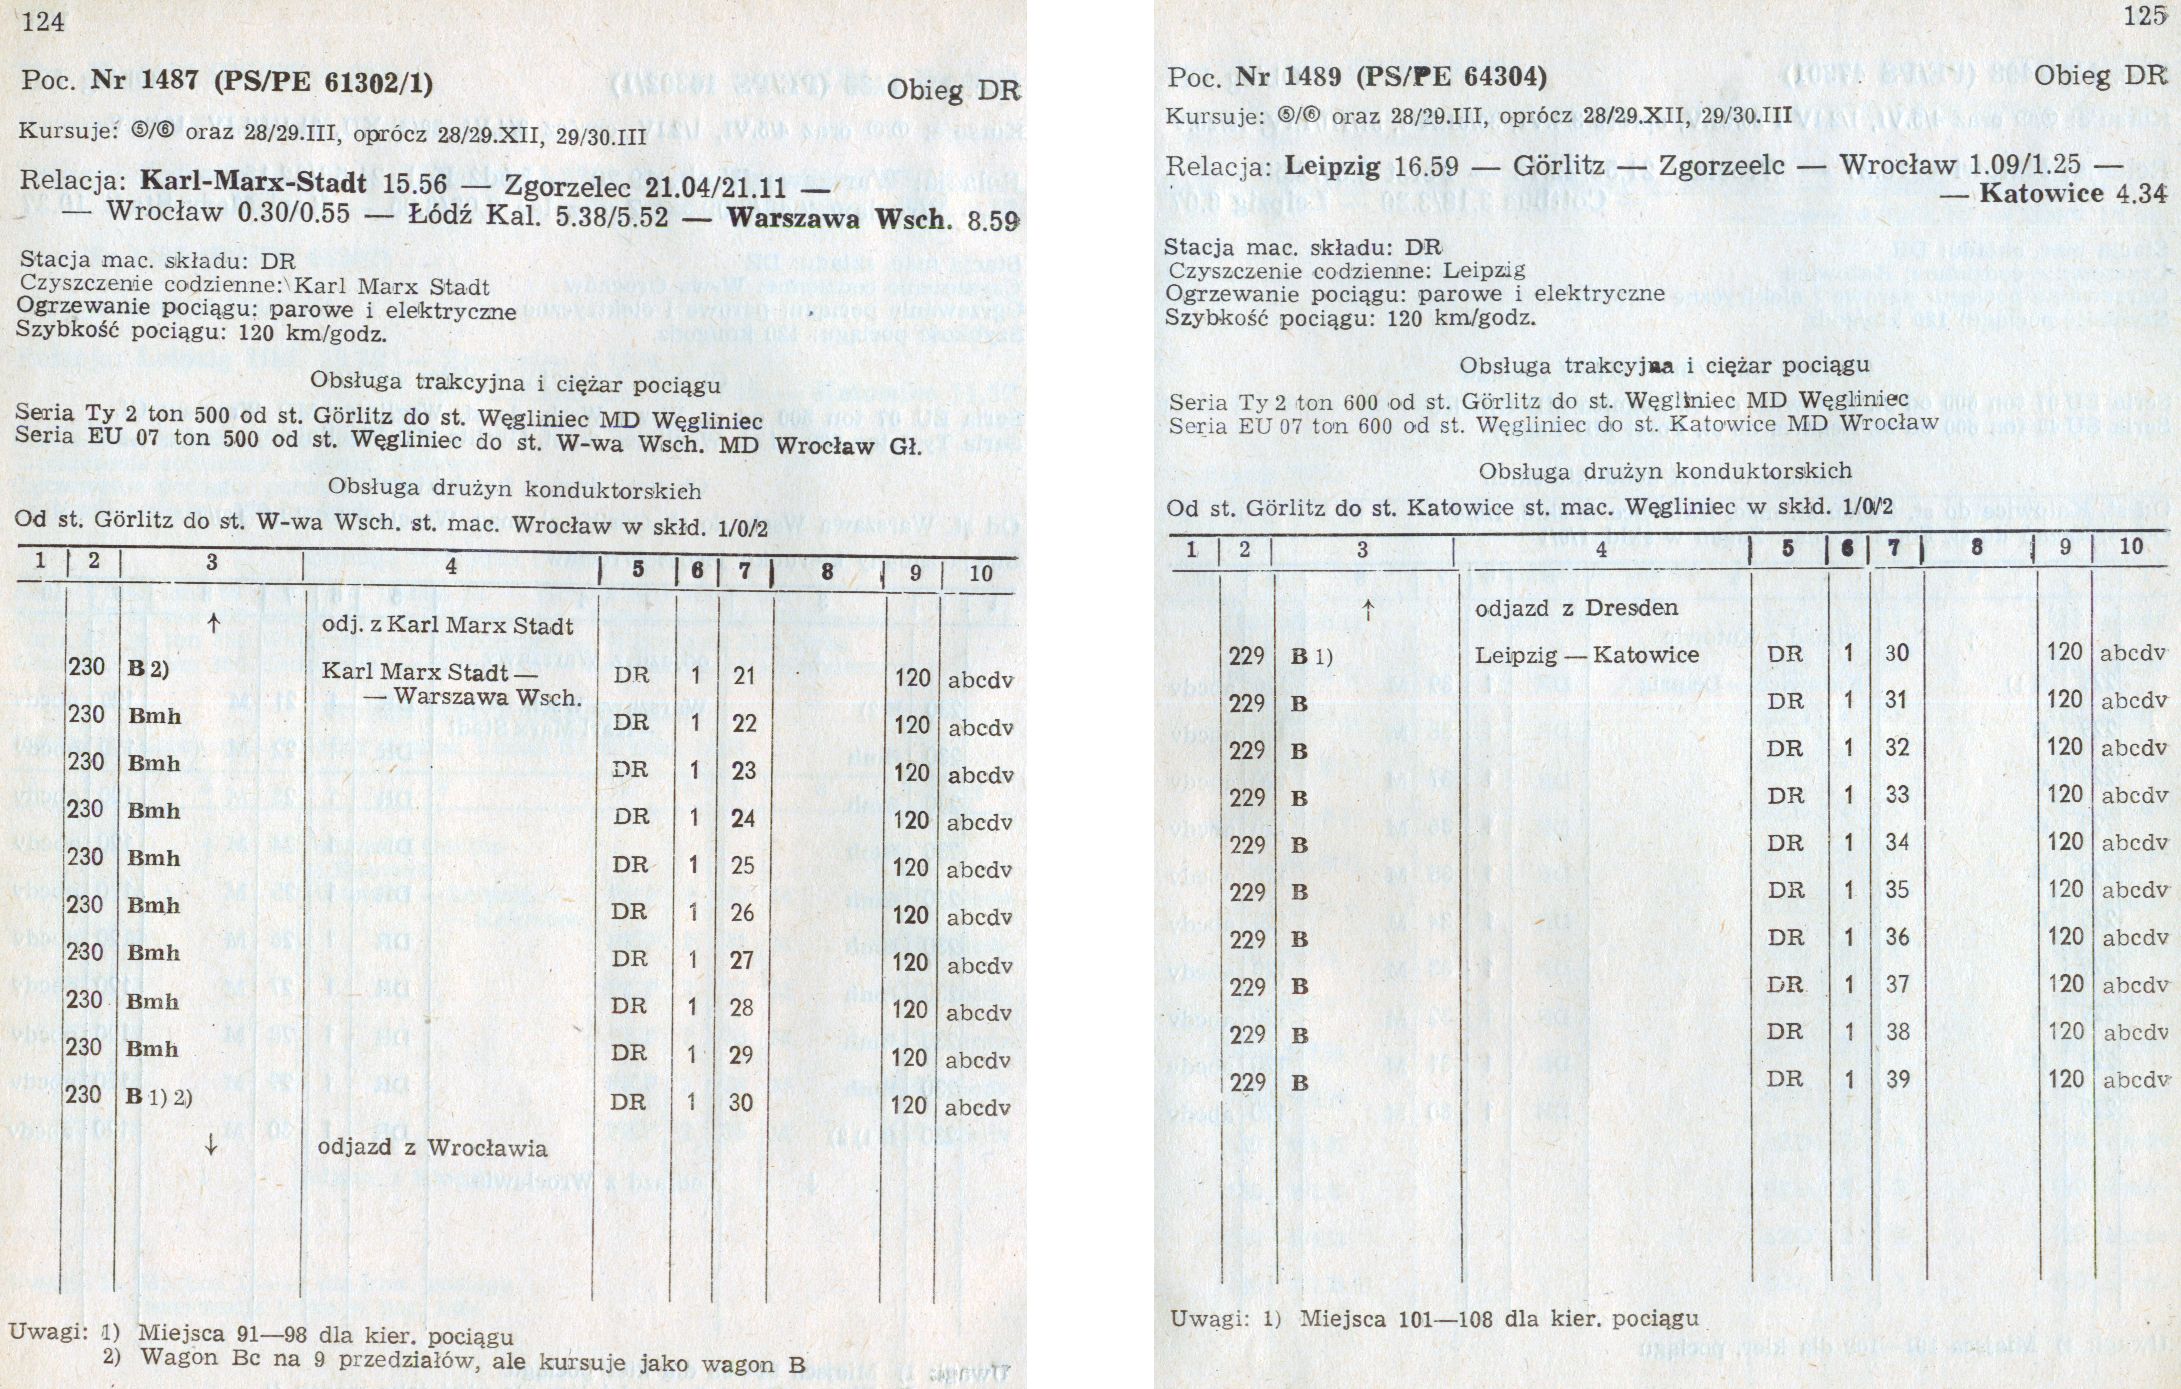 124
Poc. Nr 1487 (PS/PE 61302/1) Obieg DR
Kursuje: ⑤/⑥ oraz 28/29.III, oprócz 28/29.XII, 29/30.III
Relacja: Karl-Marx-Stadt 15.56 — Zgorzelec 21.04/21.11 —
— Wrocław 0.30/0.55 — Łódź Kal. 5.38/5.52 — Warszawa Wsch. 8.59
Stacja mac. składu: DR
Czyszczenie codzienne: Karl Marx Stadt
Ogrzewanie pociągu: parowe i elektryczne
Szybkość pociągu: 120 km/godz.
Obsługa trakcyjna i ciężar pociągu
Seria Ty 2 ton 500 od st. Görlitz do st. Węgliniec MD Węgliniec
Seria EU 07 ton 500 od st. Węgliniec do st. W-wa Wsch. MD Wrocław Gł.
Obsługa drużyn konduktorskich
Od st. Görlitz do st. W-wa Wsch. st. mac. Wrocław w skłd. 1/0/2
1 2 3 4 5 6 7 8 9 10
↑ odj. z Karl Marx Stadt
230 B 2) Karl Marx Stadt — DR 1 21 120 abcdv
— Warszawa Wsch.
230 Bmh DR 1 22 120 abcdv
230 Bmh DR 1 23 120 abcdv
230 Bmh DR 1 24 120 abcdv
230 Bmh DR 1 25 120 abcdv
230 Bmh DR 1 26 120 abcdv
230 Bmh DR 1 27 120 abcdv
230 Bmh DR 1 28 120 abcdv
230 Bmh DR 1 29 120 abcdv
230 B 1) 2) DR 1 30 120 abcdv
↓ odjazd z Wrocławia
Uwagi: 1) Miejsca 91—98 dla kier. pociągu
2) Wagon Bc na 9 przedziałów, ale kursuje jako wagon B
125
Poc. Nr 1489 (PS/PE 64304) Obieg DR
Kursuje: ⑤/⑥ oraz 28/29.III, oprócz 28/29.XII, 29/30.III
Relacja: Leipzig 16.59 — Görlitz — Zgorzeelc — Wrocław 1.09/1.25 —
— Katowice 4.34
Stacja mac. składu: DR
Czyszczenie codzienne: Leipzig
Ogrzewanie pociągu: parowe i elektryczne
Szybkość pociągu: 120 km/godz.
Obsługa trakcyjna i ciężar pociągu
Seria Ty 2 ton 600 od st. Görlitz do st. Węgliniec MD Węgliniec
Seria EU 07 ton 600 od st. Węgliniec do st. Katowice MD Wrocław
Obsługa drużyn konduktorskich
Od st. Görlitz do st. Katowice st. mac. Węgliniec w skłd. 1/0/2
1 2 3 4 5 6 7 8 9 10
↑ odjazd z Dresden
229 B 1) Leipzig — Katowice DR 1 30 120 abcdv
229 B DR 1 31 120 abcdv
229 B DR 1 32 120 abcdv
229 B DR 1 33 120 abcdv
229 B DR 1 34 120 abcdv
229 B DR 1 35 120 abcdv
229 B DR 1 36 120 abcdv
229 B DR 1 37 120 abcdv
229 B DR 1 38 120 abcdv
229 B DR 1 39 120 abcdv
Uwagi: 1) Miejsca 101—108 dla kier. pociągu